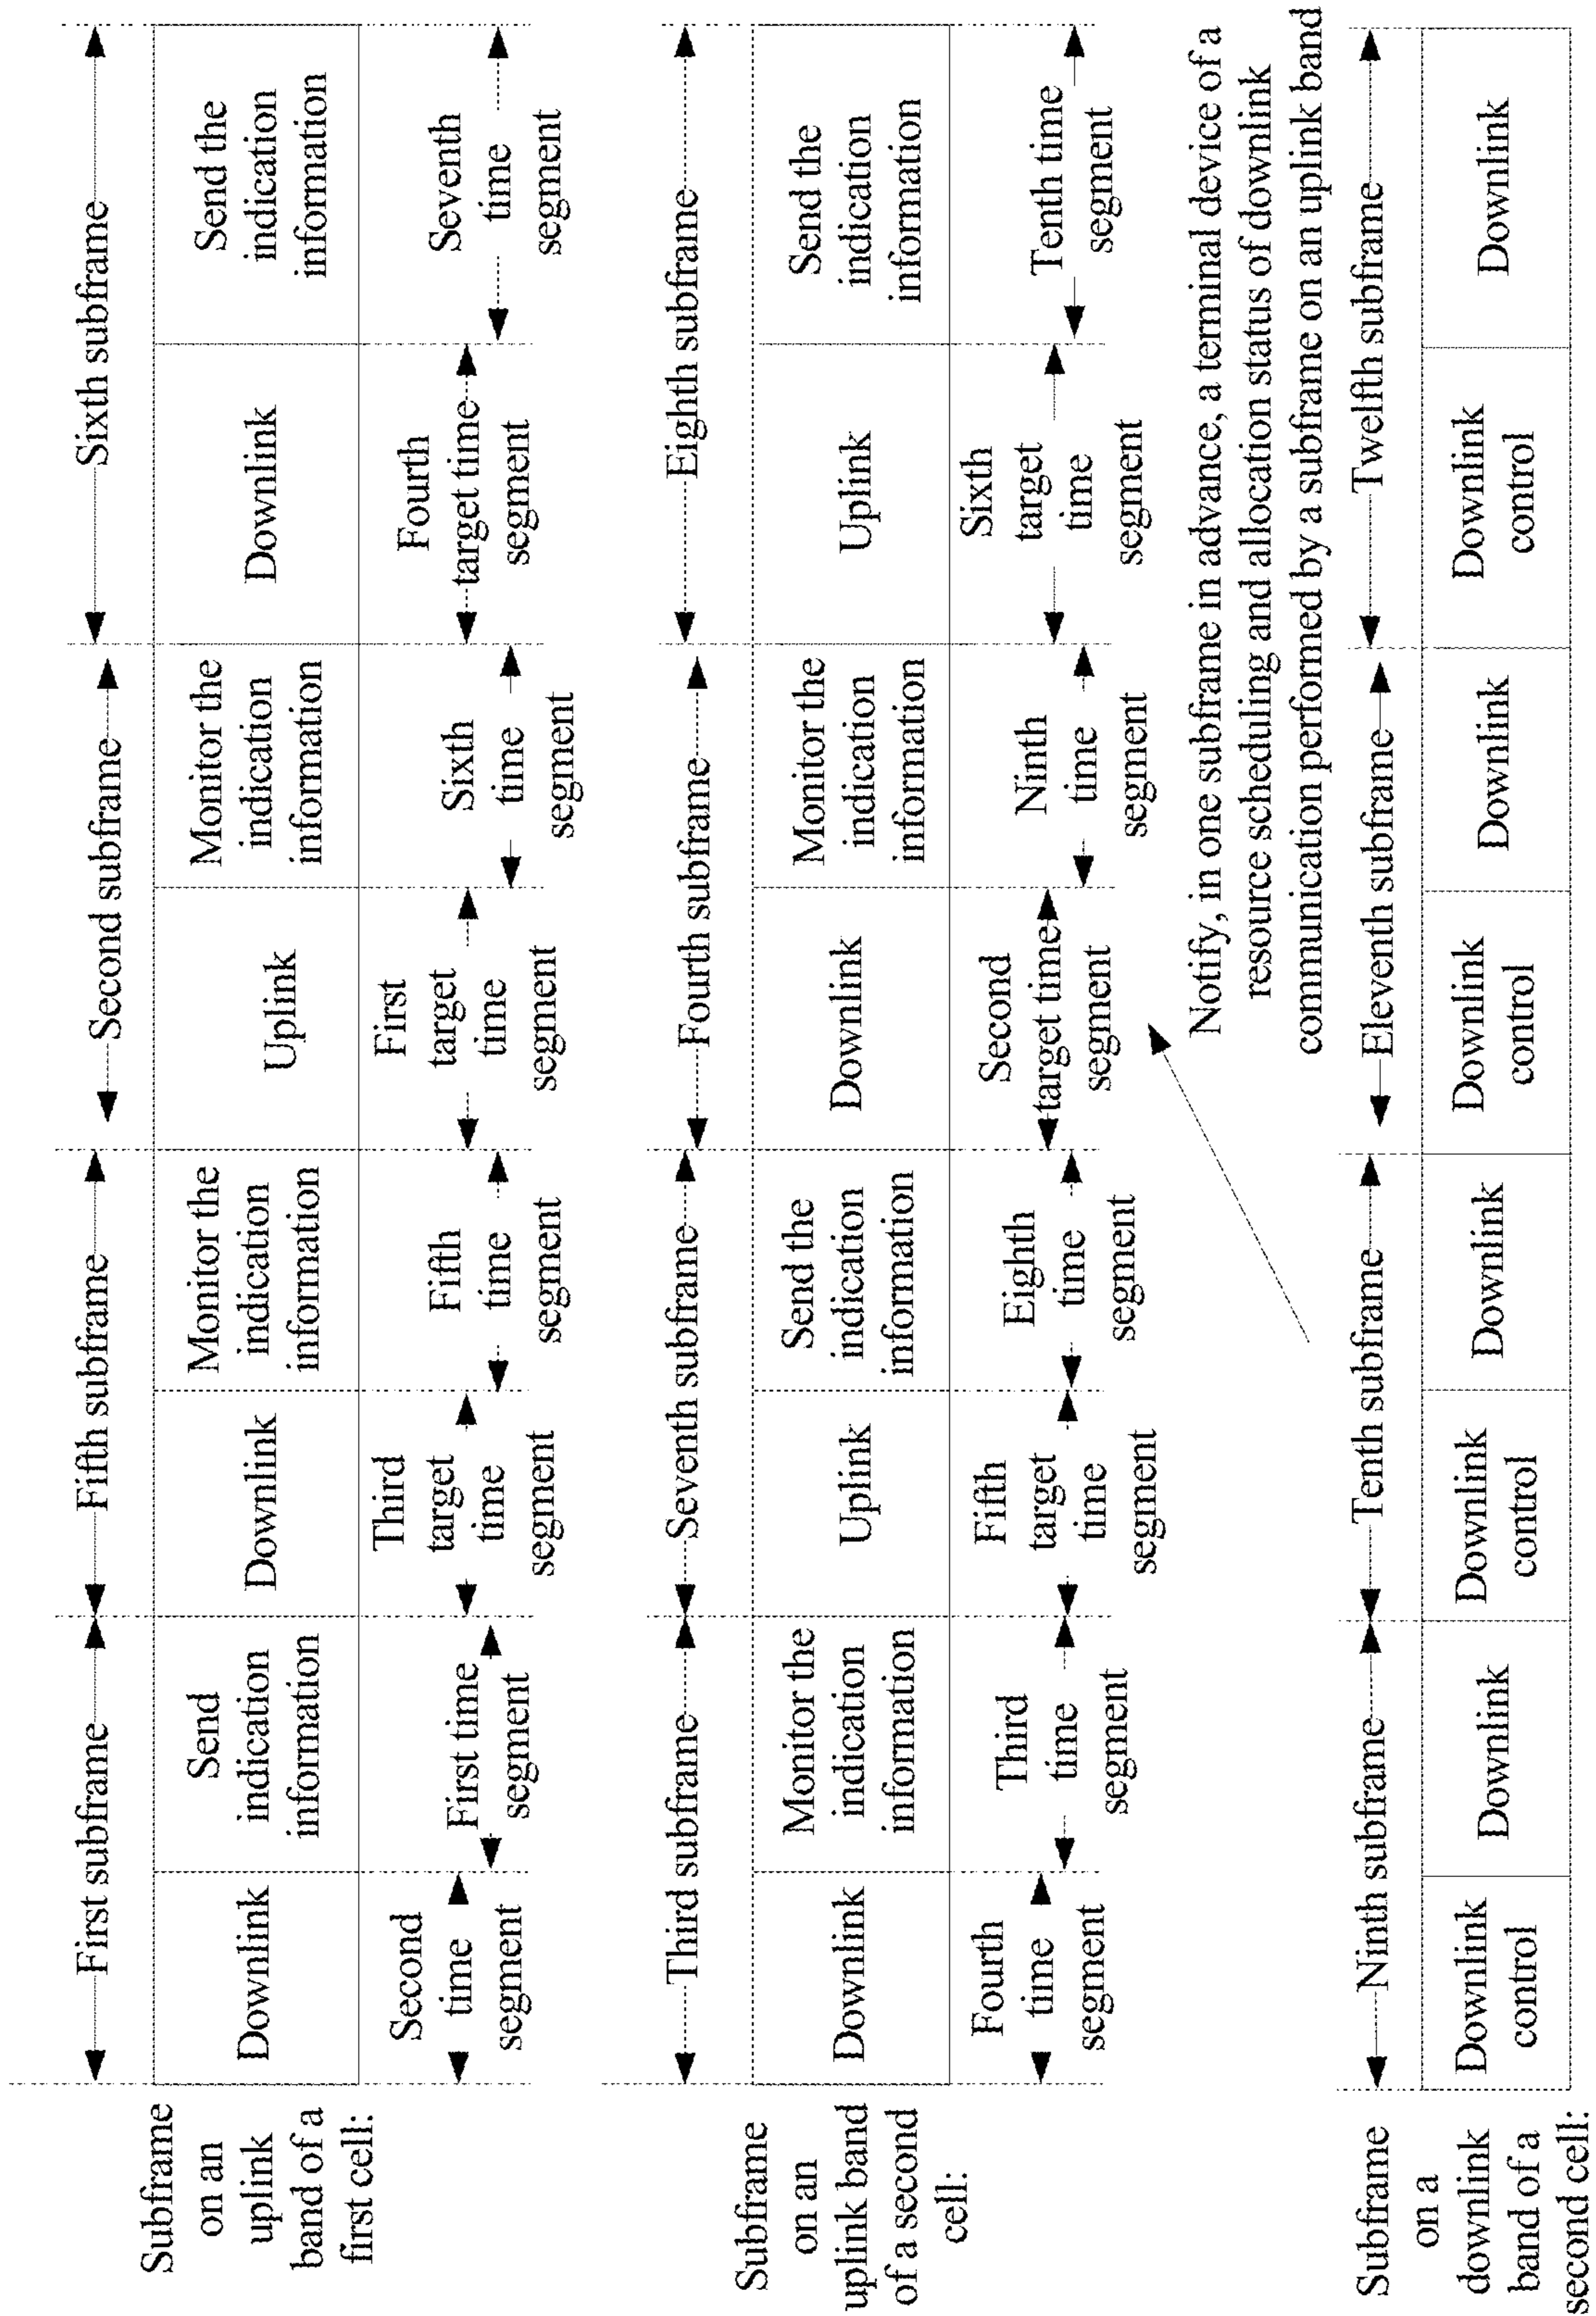 First subframe
Fifth subframe
Second subframe
Sixth subframe
Subframe
on an
uplink
band of a
first cell:
Downlink
Send
indication
information
Downlink
Monitor the
indication
information
Uplink
Monitor the
indication
information
Downlink
Send the
indication
information
Second
time
segment
First time
segment
Third
target
time
segment
Fifth
time
segment
First
target
time
segment
Sixth
time
segment
Fourth
target time
segment
Seventh
time
segment
Third subframe
Seventh subframe
Fourth subframe
Eighth subframe
Subframe
on an
uplink band
of a second
cell:
Downlink
Monitor the
indication
information
Uplink
Send the
indication
information
Downlink
Monitor the
indication
information
Uplink
Send the
indication
information
Fourth
time
segment
Third
time
segment
Fifth
target
time
segment
Eighth
time
segment
Second
target time
segment
Ninth
time
segment
Sixth
target
time
segment
Tenth time
segment
Notify, in one subframe in advance, a terminal device of a
resource scheduling and allocation status of downlink
communication performed by a subframe on an uplink band
Ninth subframe
Tenth subframe
Eleventh subframe
Twelfth subframe
Subframe
on a
downlink
band of a
second cell:
Downlink
control
Downlink
Downlink
control
Downlink
Downlink
control
Downlink
Downlink
control
Downlink